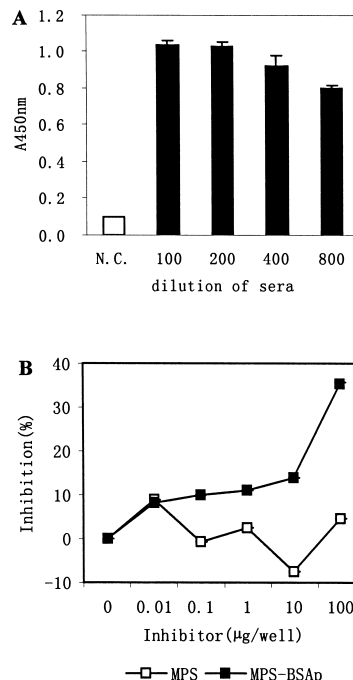 A
1.2
1.0
0.8
0.6
0.4
0.2
0.0
A450nm
N.C. 100 200 400 800
dilution of sera
B
40
30
20
10
0
-10
Inhibition(%)
0 0.01 0.1 1 10 100
Inhibitor(μg/well)
MPS MPS-BSAp